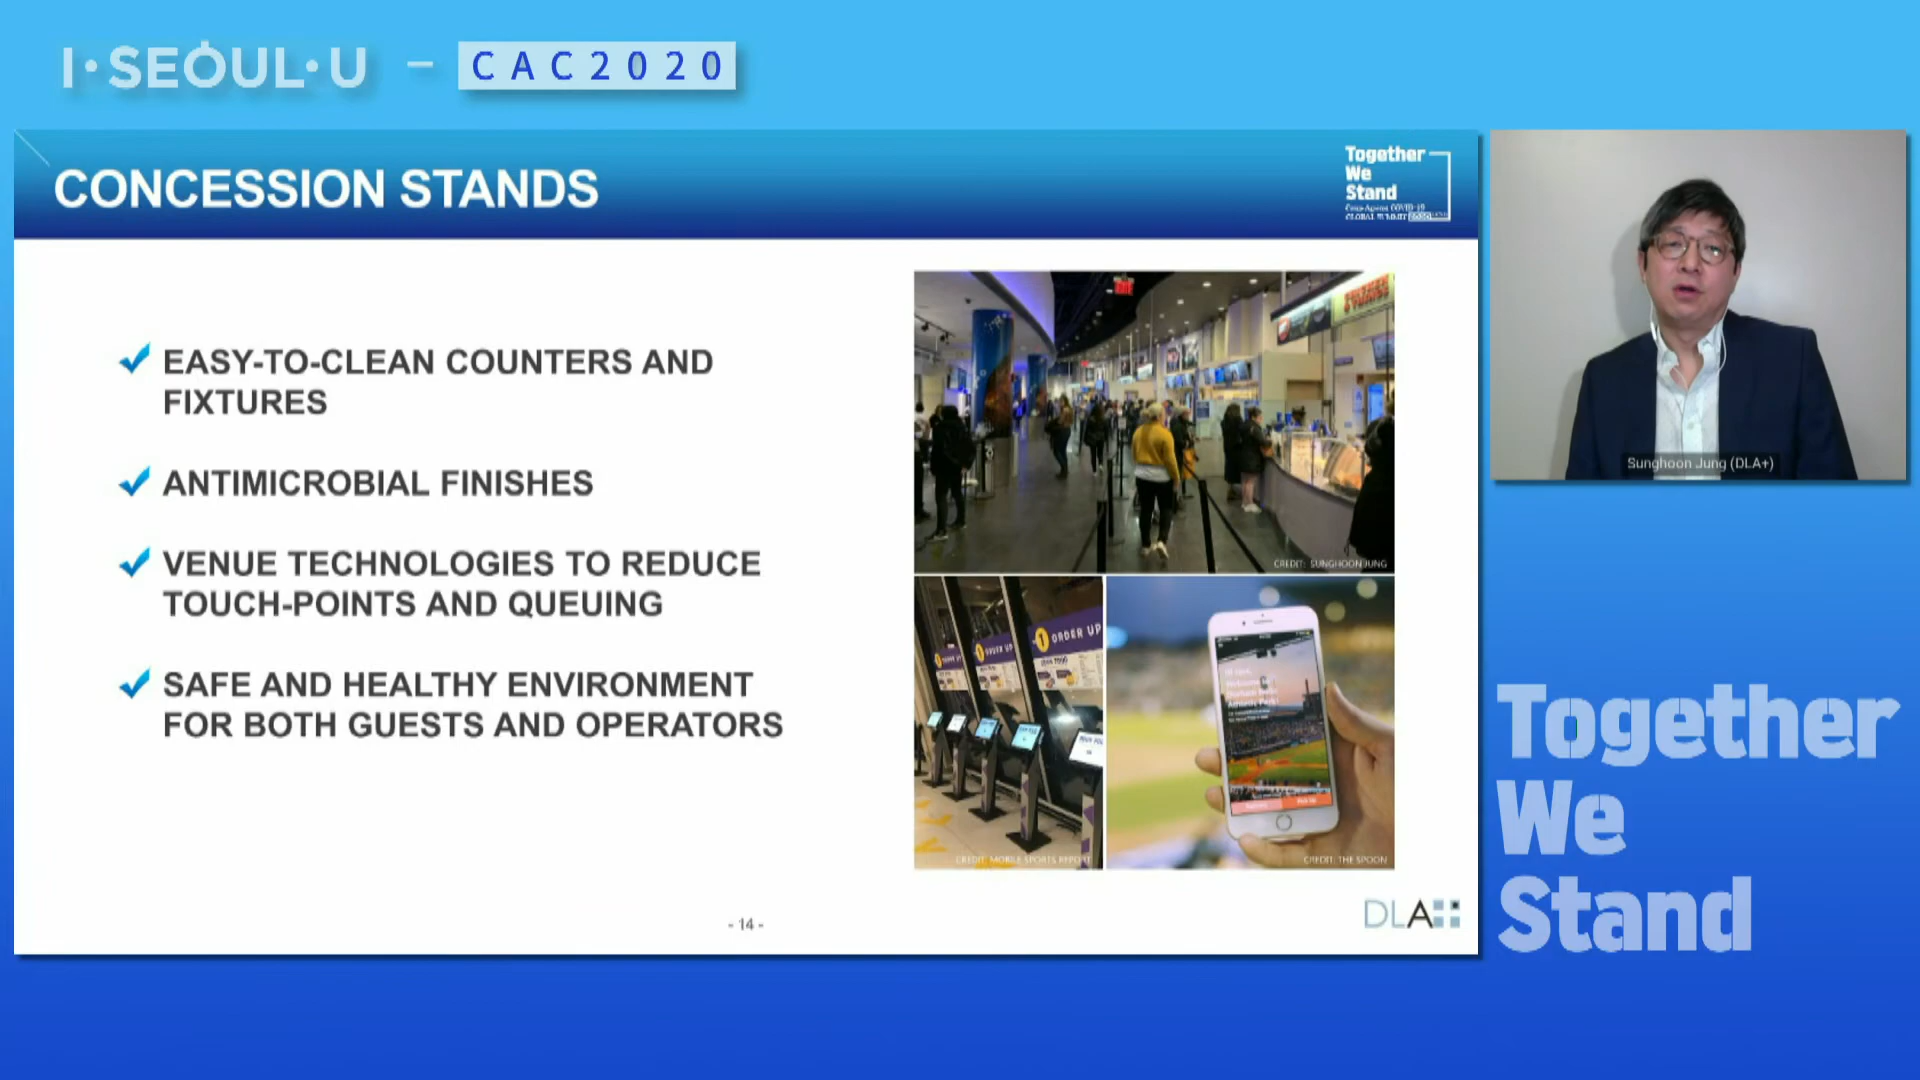 I·SEOUL·U – CAC2020
CONCESSION STANDS
Together
We
Stand
EASY-TO-CLEAN COUNTERS AND
FIXTURES
ANTIMICROBIAL FINISHES
VENUE TECHNOLOGIES TO REDUCE
TOUCH-POINTS AND QUEUING
SAFE AND HEALTHY ENVIRONMENT
FOR BOTH GUESTS AND OPERATORS
CREDIT: SUNGHOON JUNG
ORDER UP
ORDER UP
CREDIT: MOBILE SPORTS REPORT
CREDIT: THE SPOON
- 14 -
DLA
Sunghoon Jung (DLA+)
Together
We
Stand